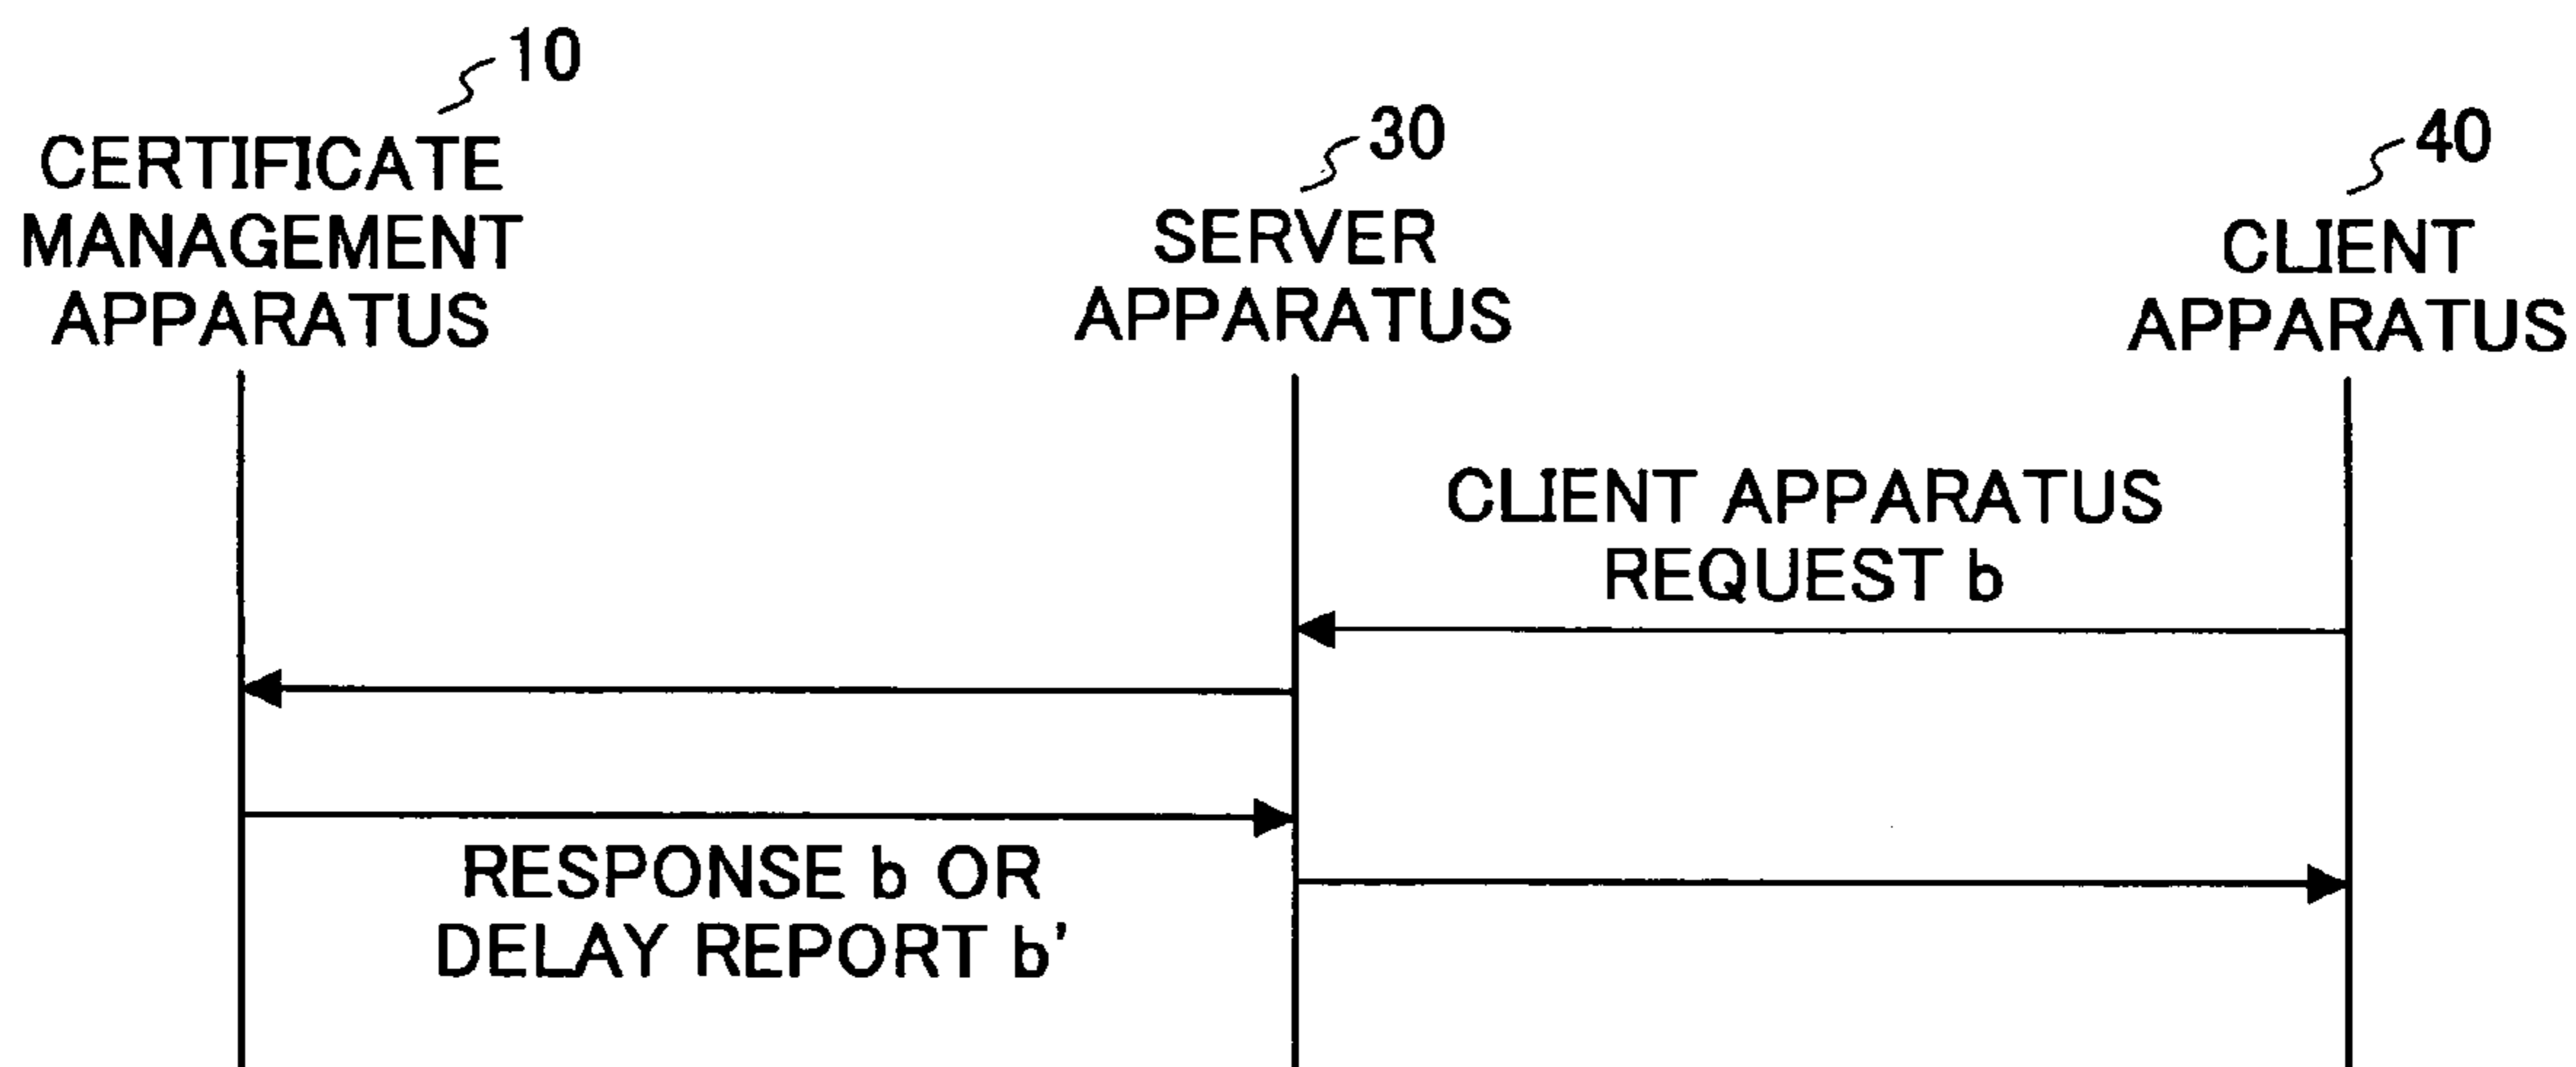 10
CERTIFICATE
MANAGEMENT
APPARATUS
30
SERVER
APPARATUS
40
CLIENT
APPARATUS
CLIENT APPARATUS
REQUEST b
RESPONSE b OR
DELAY REPORT b'